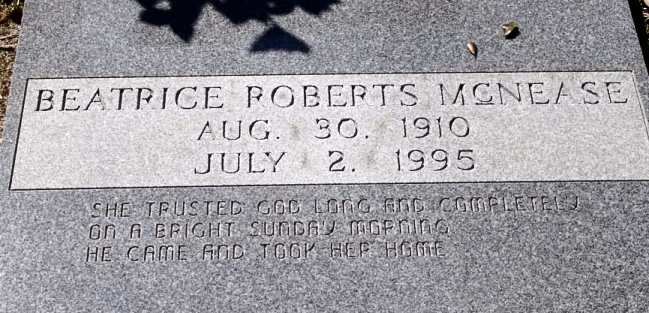 BEATRICE ROBERTS McNEASE
AUG. 30. 1910
JULY 2. 1995
SHE TRUSTED GOD LONG AND COMPLETELY
ON A BRIGHT SUNDAY MORNING
HE CAME AND TOOK HER HOME